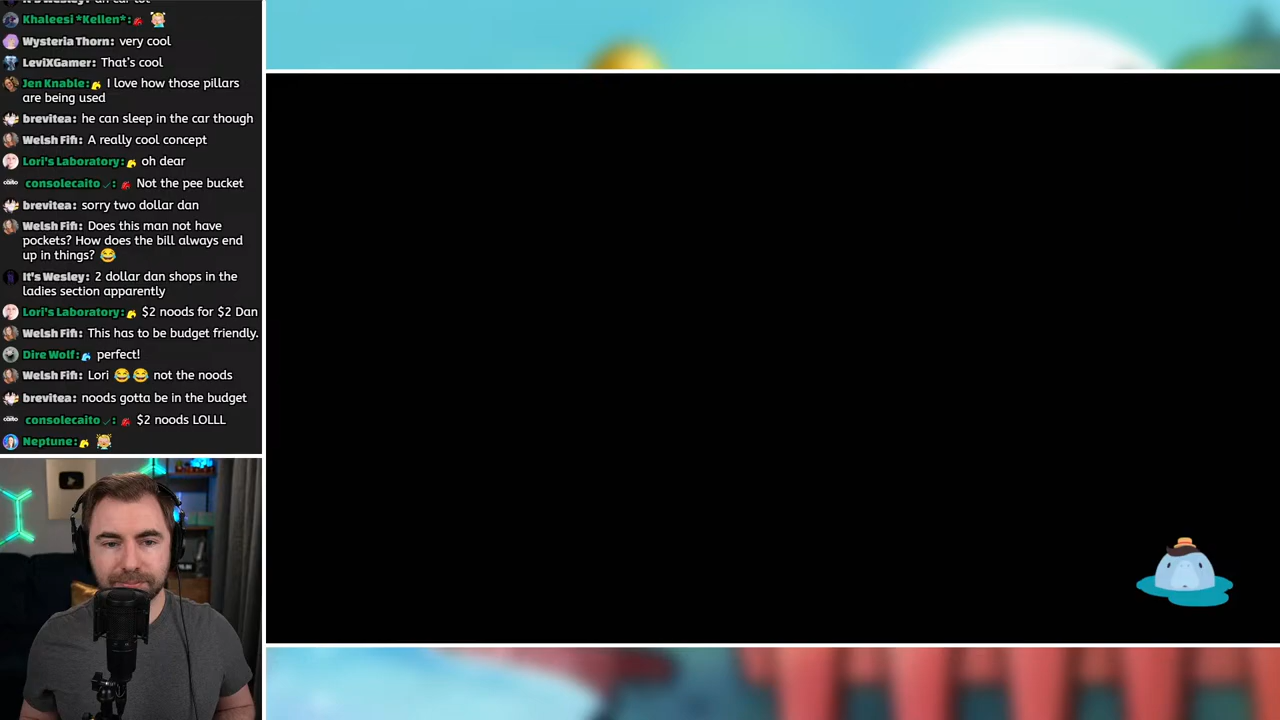 Khaleesi *Kellen*:
Wysteria Thorn: very cool
LeviXGamer: That's cool
Jen Knable: I love how those pillars
are being used
brevitea: he can sleep in the car though
Welsh Fifi: A really cool concept
Lori's Laboratory: oh dear
consolecaito : Not the pee bucket
brevitea: sorry two dollar dan
Welsh Fifi: Does this man not have
pockets? How does the bill always end
up in things? 😂
It's Wesley: 2 dollar dan shops in the
ladies section apparently
Lori's Laboratory: $2 noods for $2 Dan
Welsh Fifi: This has to be budget friendly.
Dire Wolf: perfect!
Welsh Fifi: Lori 😂 😂 not the noods
brevitea: noods gotta be in the budget
consolecaito : $2 noods LOLLL
Neptune: